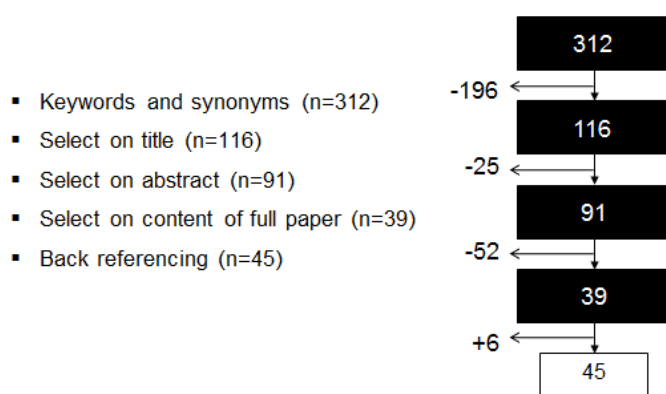 ▪ Keywords and synonyms (n=312)
▪ Select on title (n=116)
▪ Select on abstract (n=91)
▪ Select on content of full paper (n=39)
▪ Back referencing (n=45)
312
-196
116
-25
91
-52
39
+6
45